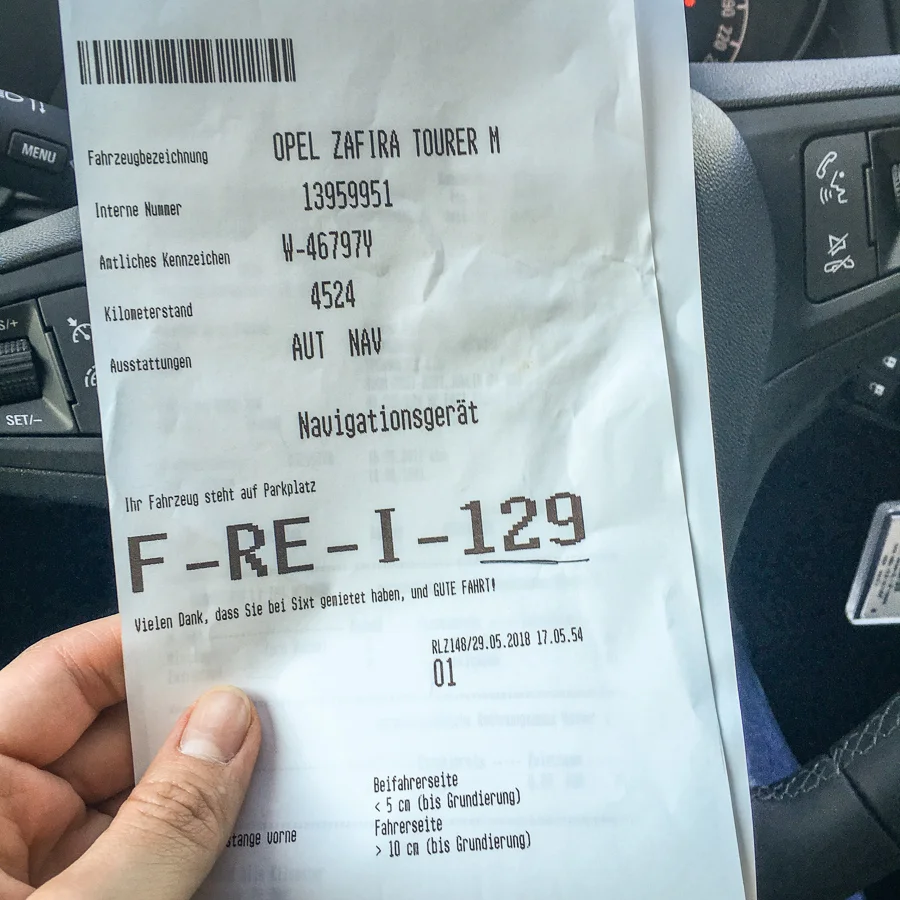 Fahrzeugbezeichnung OPEL ZAFIRA TOURER M
Interne Nummer 13959951
Amtliches Kennzeichen W-46797Y
Kilometerstand 4524
Ausstattungen AUT NAV
Navigationsgerät
Ihr Fahrzeug steht auf Parkplatz
F-RE-I-129
Vielen Dank, dass Sie bei Sixt gemietet haben, und GUTE FAHRT!
RLZ148/29.05.2018 17.05.54
01
Beifahrerseite
< 5 cm (bis Grundierung)
stange vorne Fahrerseite
> 10 cm (bis Grundierung)
MENU
SET/–
220